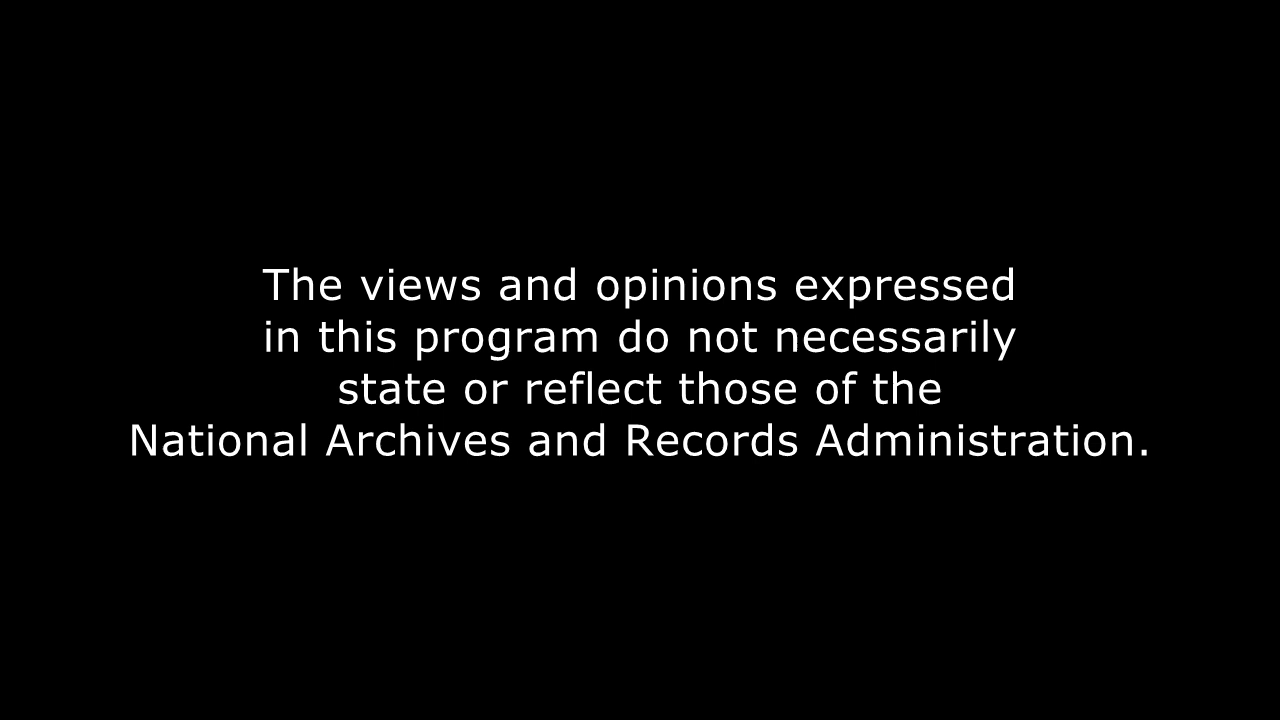 The views and opinions expressed
in this program do not necessarily
state or reflect those of the
National Archives and Records Administration.